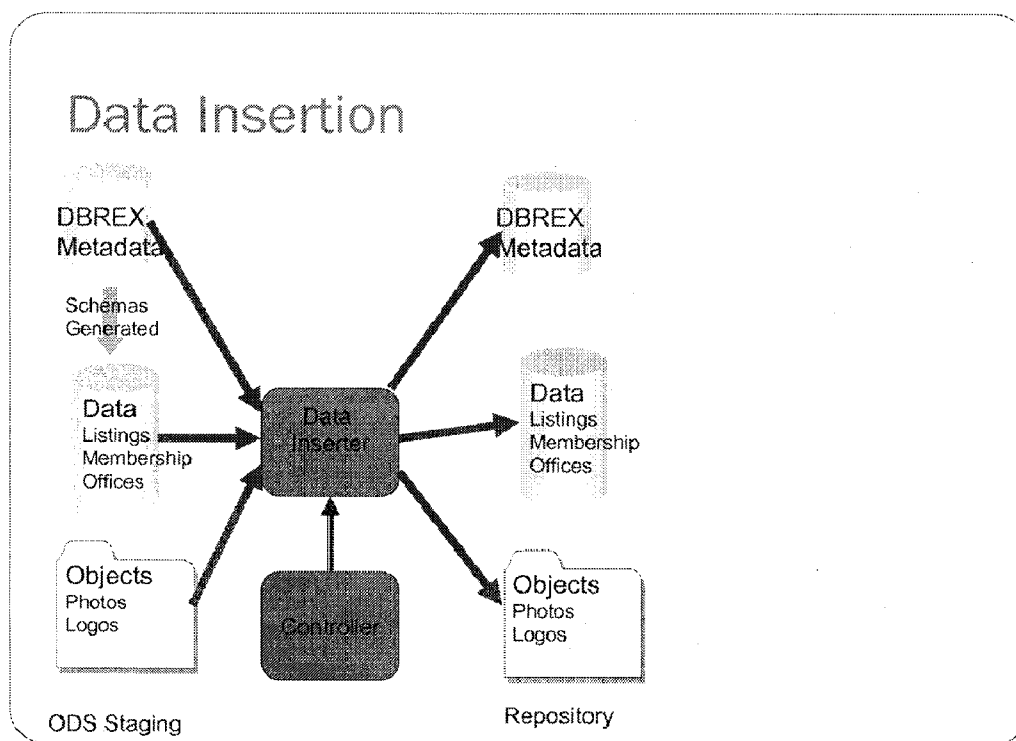 Data Insertion
DBREX
Metadata
Schemas
Generated
Data
Listings
Membership
Offices
Objects
Photos
Logos
ODS Staging
Data
Inserter
Controller
DBREX
Metadata
Data
Listings
Membership
Offices
Objects
Photos
Logos
Repository